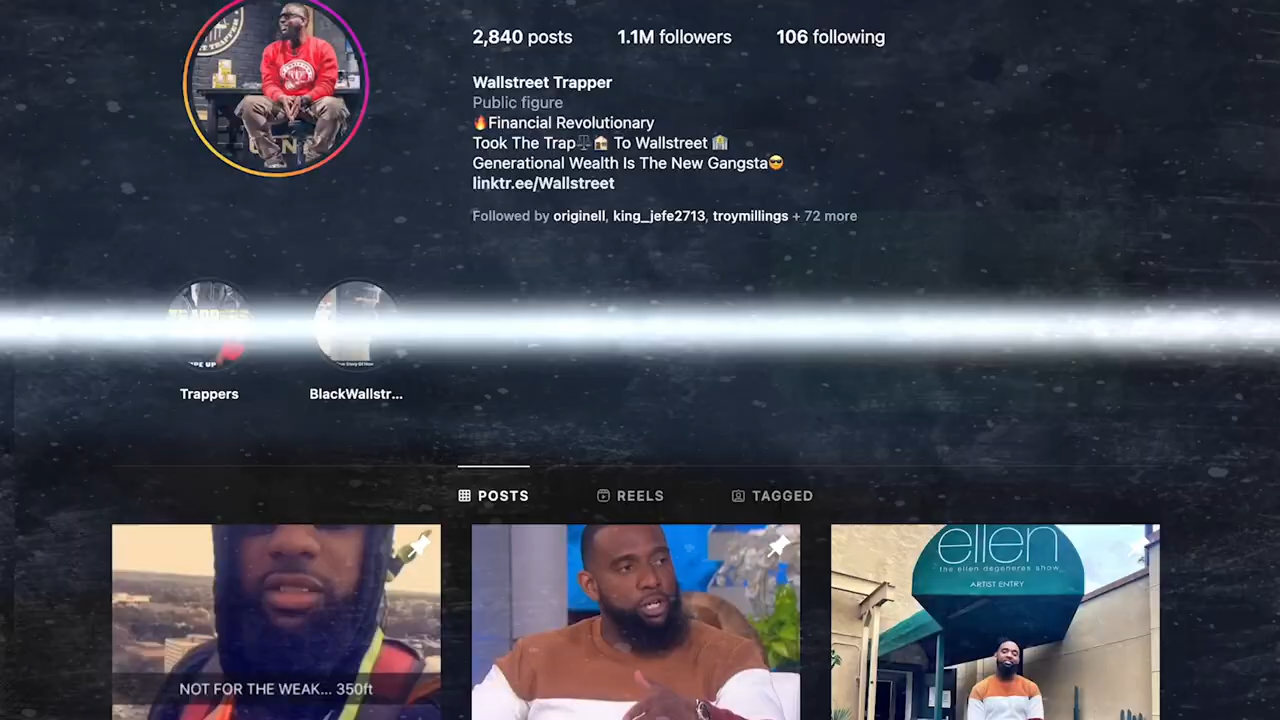 2,840 posts 1.1M followers 106 following
Wallstreet Trapper
Public figure
🔥Financial Revolutionary
Took The Trap⚖️🏚️ To Wallstreet 🏦
Generational Wealth Is The New Gangsta😎
linktr.ee/Wallstreet
Followed by originell, king_jefe2713, troymillings + 72 more
Trappers BlackWallstr...
POSTS REELS TAGGED
NOT FOR THE WEAK... 350ft
ellen
the ellen degeneres show
ARTIST ENTRY